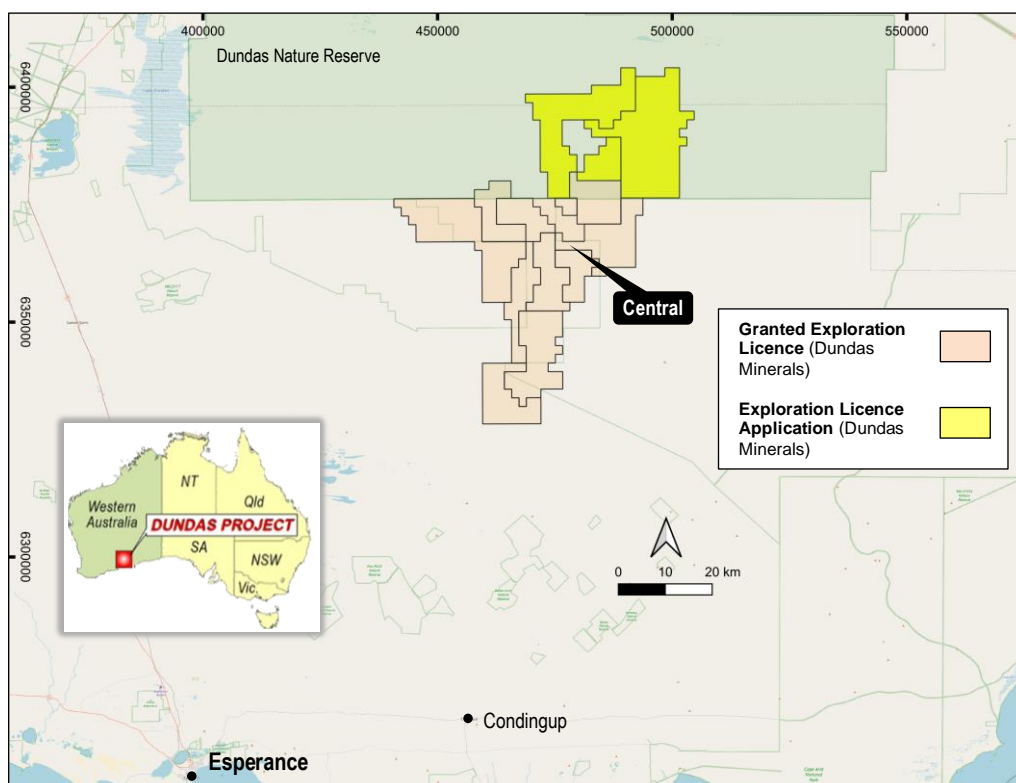 400000
450000
500000
550000
Dundas Nature Reserve
6400000
6350000
6300000
Central
Granted Exploration
Licence (Dundas
Minerals)
Exploration Licence
Application (Dundas
Minerals)
NT
Qld
Western
Australia
DUNDAS PROJECT
SA
NSW
Vic.
0 10 20 km
Condingup
Esperance